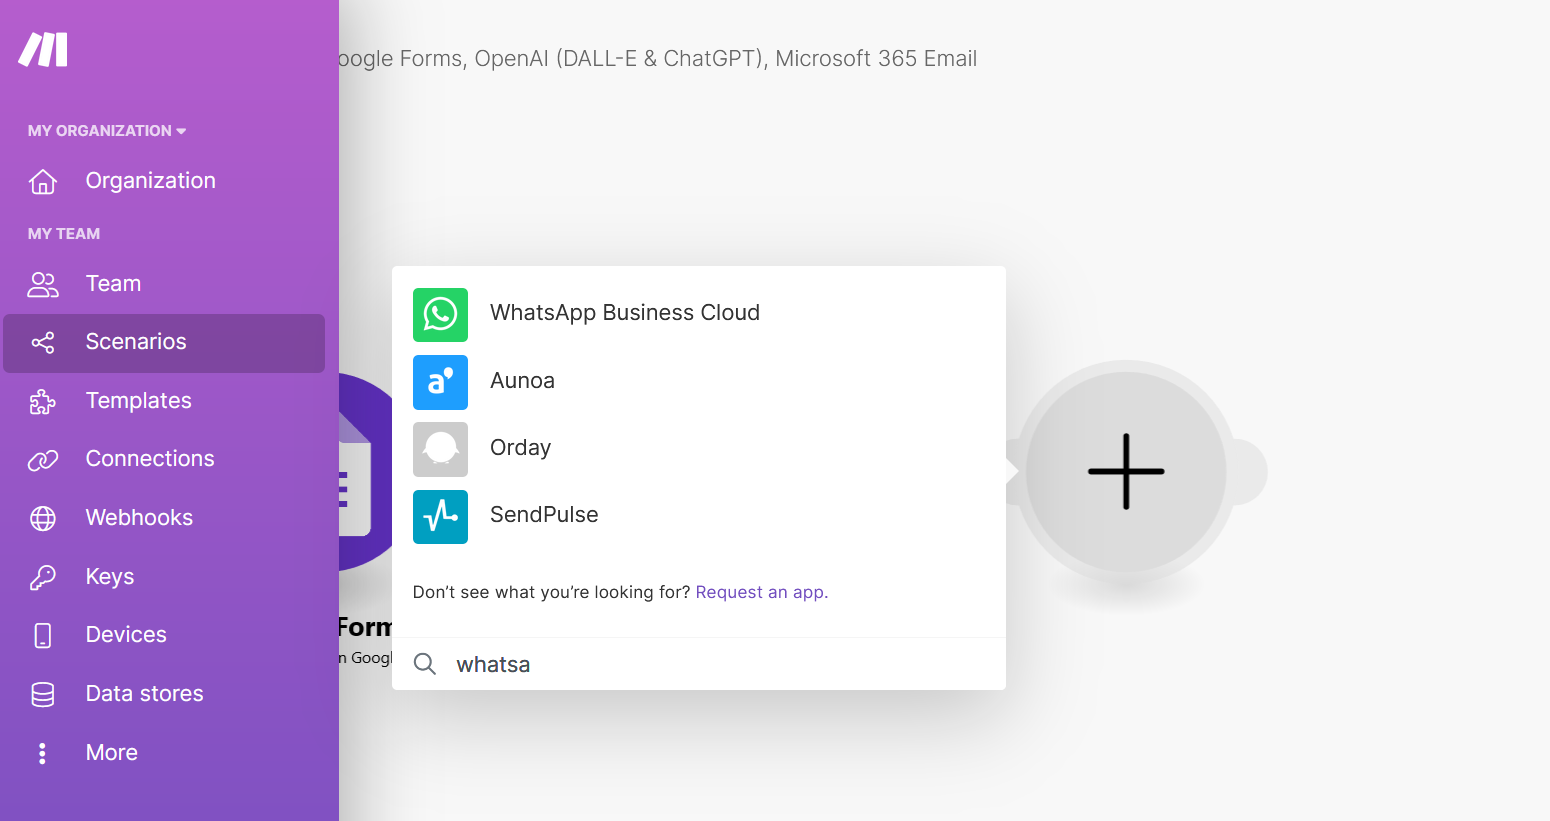 oogle Forms, OpenAI (DALL-E & ChatGPT), Microsoft 365 Email
MY ORGANIZATION
Organization
MY TEAM
Team
Scenarios
Templates
Connections
Webhooks
Keys
Devices
Data stores
More
WhatsApp Business Cloud
Aunoa
Orday
SendPulse
Don't see what you're looking for? Request an app.
whatsa
Form
n Googl